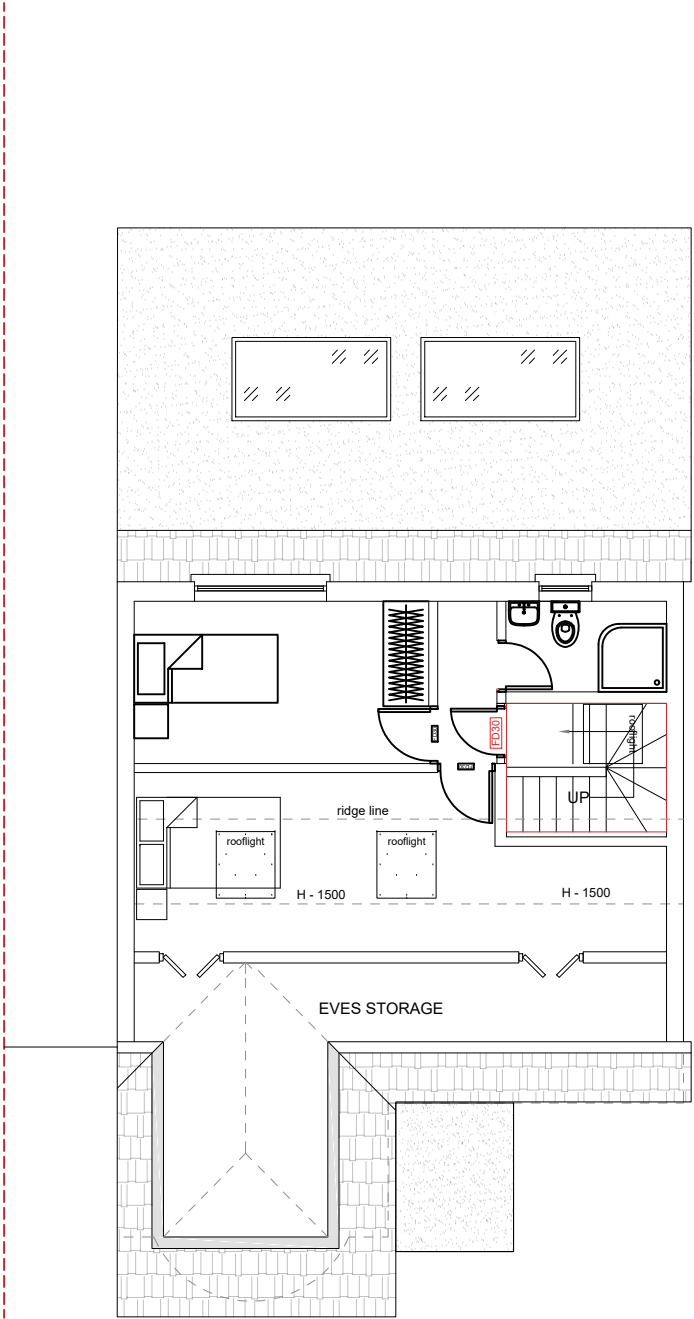 FD30
rooflight
UP
ridge line
rooflight
rooflight
H - 1500
H - 1500
EVES STORAGE